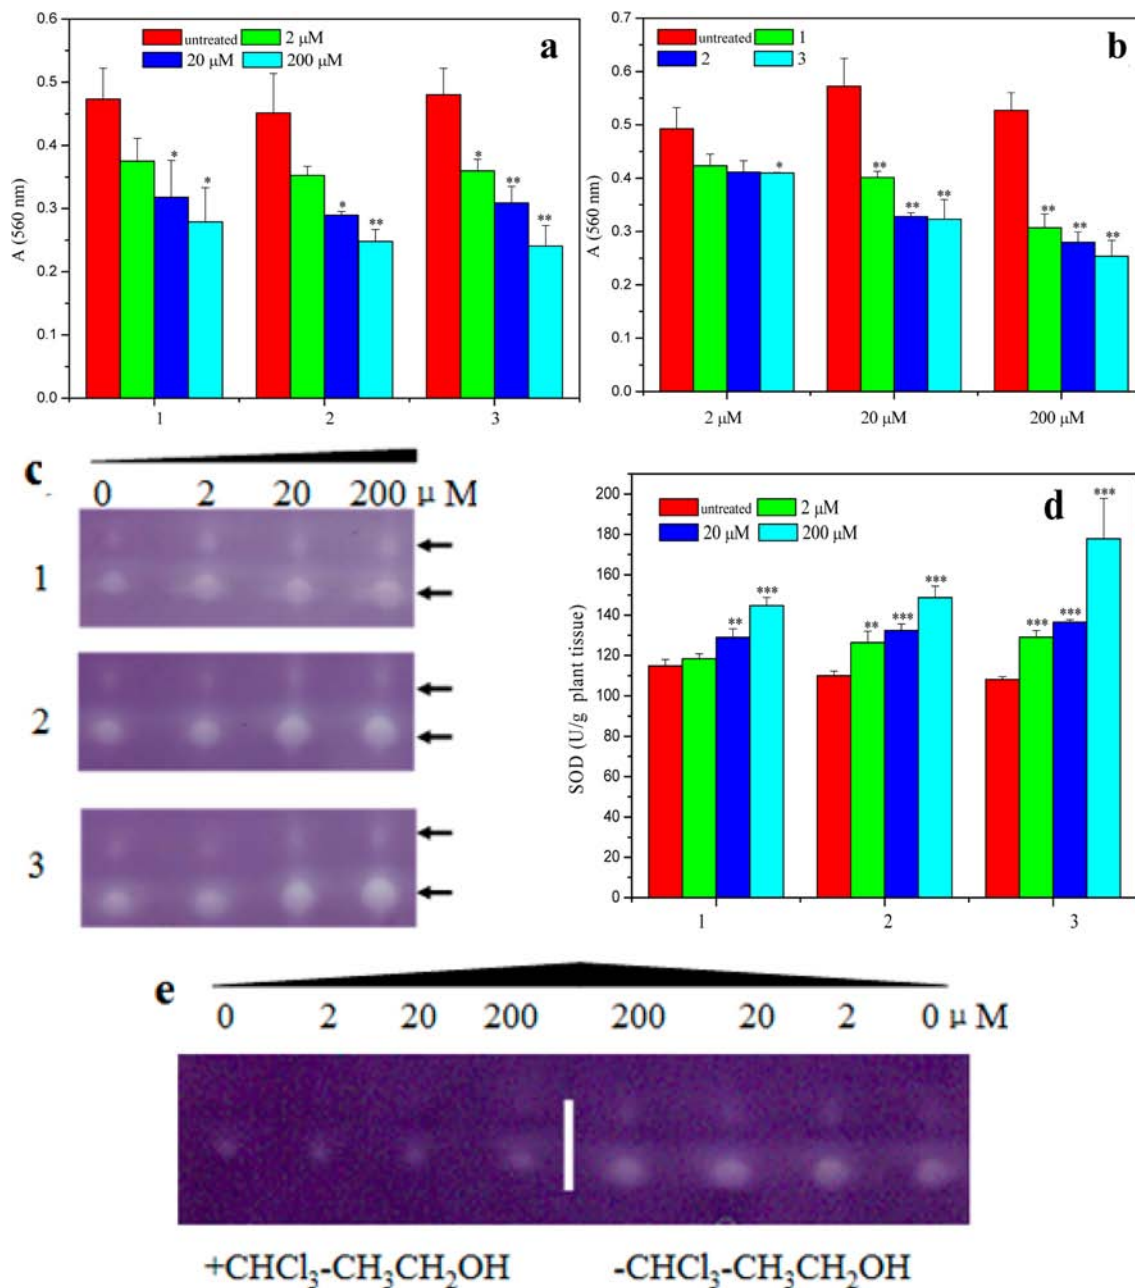 a
untreated 2 μM
20 μM 200 μM
A (560 nm)
0.6
0.5
0.4
0.3
0.2
0.1
0.0
* *
* **
* ** **
1 2 3
b
untreated 1
2 3
A (560 nm)
0.7
0.6
0.5
0.4
0.3
0.2
0.1
0.0
*
** ** **
** ** **
2 μM 20 μM 200 μM
c
0 2 20 200 μ M
1
2
3
d
untreated 2 μM
20 μM 200 μM
SOD (U/g plant tissue)
200
180
160
140
120
100
80
60
40
20
0
** ***
** *** ***
*** *** ***
1 2 3
e
0 2 20 200 200 20 2 0 μ M
+CHCl₃-CH₃CH₂OH -CHCl₃-CH₃CH₂OH